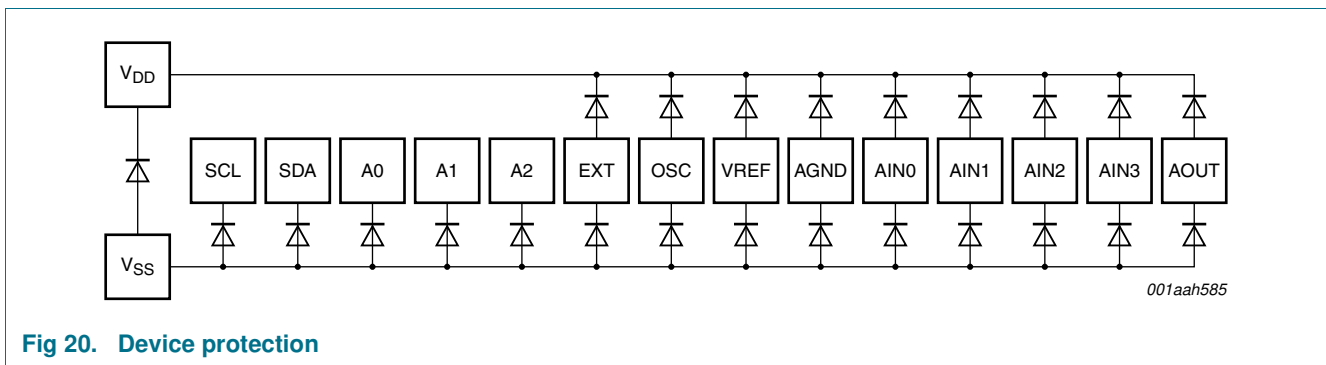 VDD
SCL SDA A0 A1 A2 EXT OSC VREF AGND AIN0 AIN1 AIN2 AIN3 AOUT
VSS
001aah585
Fig 20. Device protection